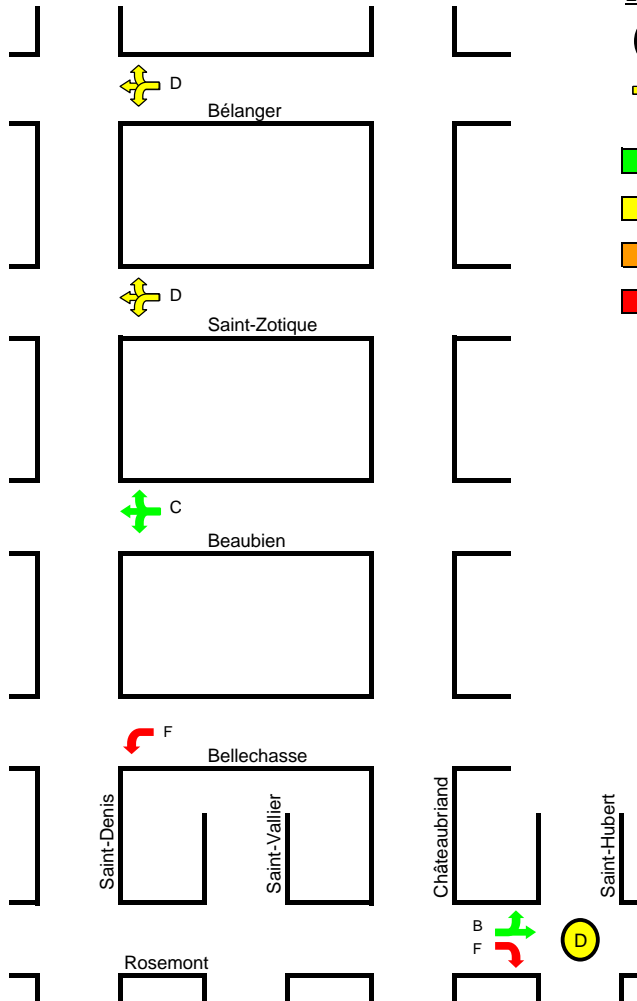 D
Bélanger
D
Saint-Zotique
C
Beaubien
F
Bellechasse
Saint-Denis
Saint-Vallier
Châteaubriand
Saint-Hubert
B
F
D
Rosemont